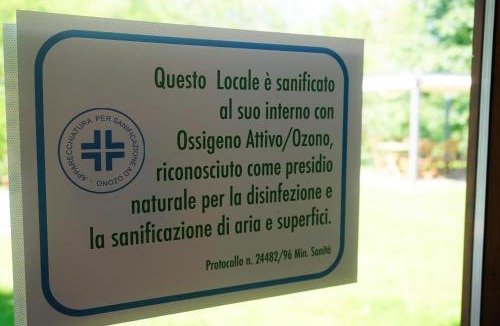 Questo Locale è sanificato
al suo interno con
Ossigeno Attivo/Ozono,
riconosciuto come presidio
naturale per la disinfezione e
la sanificazione di aria e superfici.
Protocollo n. 24482/96 Min. Sanità
APPARECCHIATURA PER SANIFICAZIONE AD OZONO